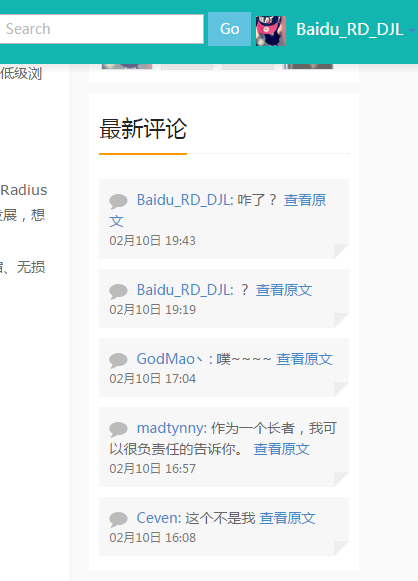 Search
Go
Baidu_RD_DJL
低级浏
Radius
发展，想
、无损
最新评论
Baidu_RD_DJL: 咋了？ 查看原
文
02月10日 19:43
Baidu_RD_DJL: ？ 查看原文
02月10日 19:19
GodMao丶: 噗~~~~ 查看原文
02月10日 17:04
madtynny: 作为一个长者，我可
以很负责任的告诉你。 查看原文
02月10日 16:57
Ceven: 这个不是我 查看原文
02月10日 16:08